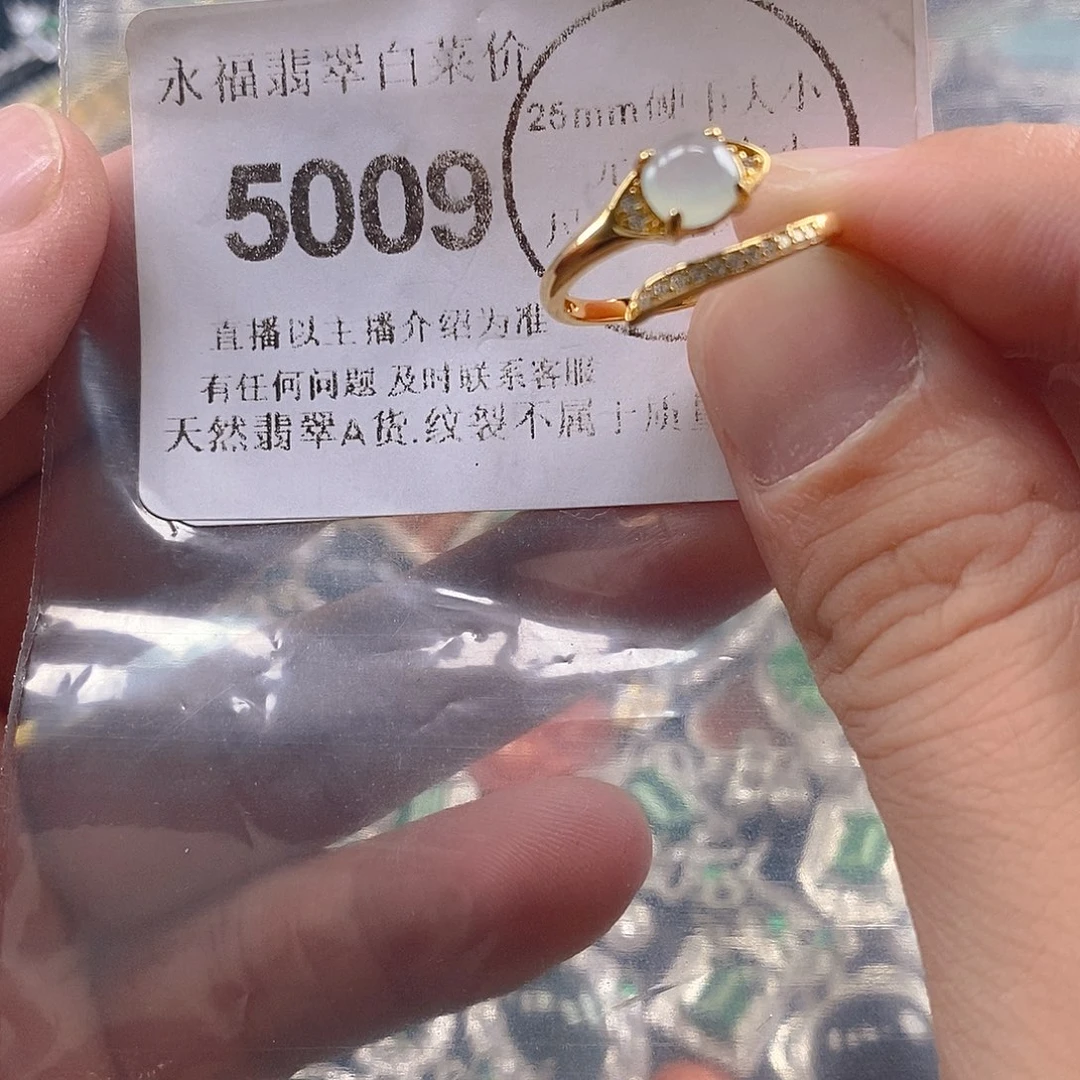 永福翡翠白菜价
25mm
5009
直播以主播介绍为准
有任何问题 及时联系客服
天然翡翠A货.纹裂不属于质量